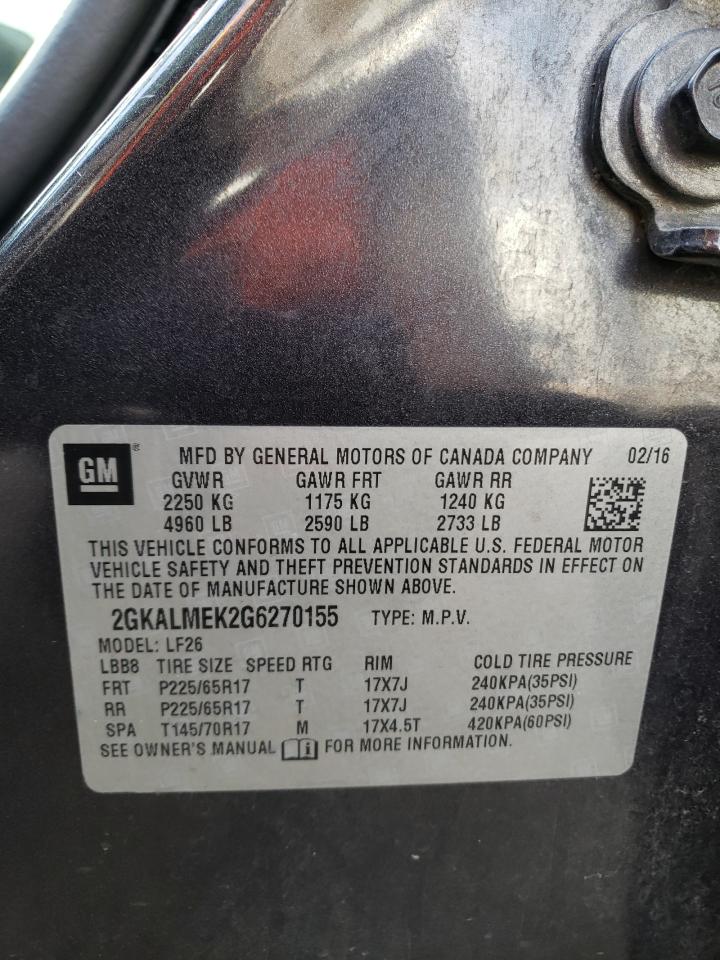 GM ® MFD BY GENERAL MOTORS OF CANADA COMPANY 02/16
GVWR GAWR FRT GAWR RR
2250 KG 1175 KG 1240 KG
4960 LB 2590 LB 2733 LB
THIS VEHICLE CONFORMS TO ALL APPLICABLE U.S. FEDERAL MOTOR
VEHICLE SAFETY AND THEFT PREVENTION STANDARDS IN EFFECT ON
THE DATE OF MANUFACTURE SHOWN ABOVE.
2GKALMEK2G6270155 TYPE: M.P.V.
MODEL: LF26
LBB8 TIRE SIZE SPEED RTG RIM COLD TIRE PRESSURE
FRT P225/65R17 T 17X7J 240KPA(35PSI)
RR P225/65R17 T 17X7J 240KPA(35PSI)
SPA T145/70R17 M 17X4.5T 420KPA(60PSI)
SEE OWNER'S MANUAL i FOR MORE INFORMATION.